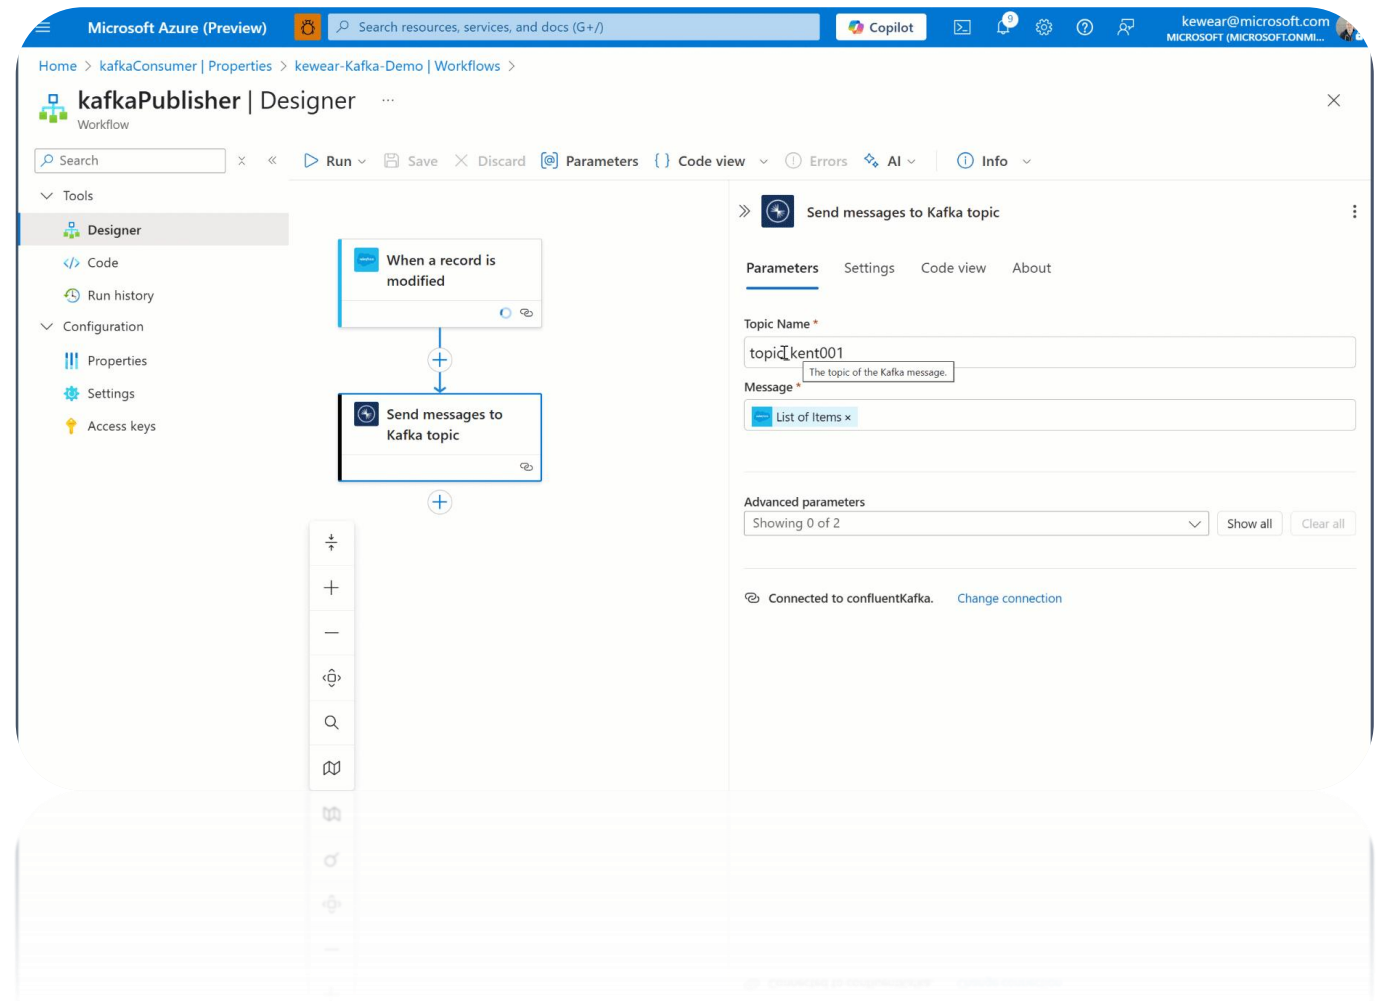 Microsoft Azure (Preview)
Search resources, services, and docs (G+/)
Copilot
9
kewear@microsoft.com
MICROSOFT (MICROSOFT.ONMI...
Home > kafkaConsumer | Properties > kewear-Kafka-Demo | Workflows >
kafkaPublisher | Designer ...
Workflow
Search
Run
Save
Discard
Parameters
Code view
Errors
AI
Info
Tools
Designer
Code
Run history
Configuration
Properties
Settings
Access keys
When a record is
modified
Send messages to
Kafka topic
Send messages to Kafka topic
Parameters
Settings
Code view
About
Topic Name *
topic_kent001
The topic of the Kafka message.
Message *
List of Items ×
Advanced parameters
Showing 0 of 2
Show all
Clear all
Connected to confluentKafka.
Change connection